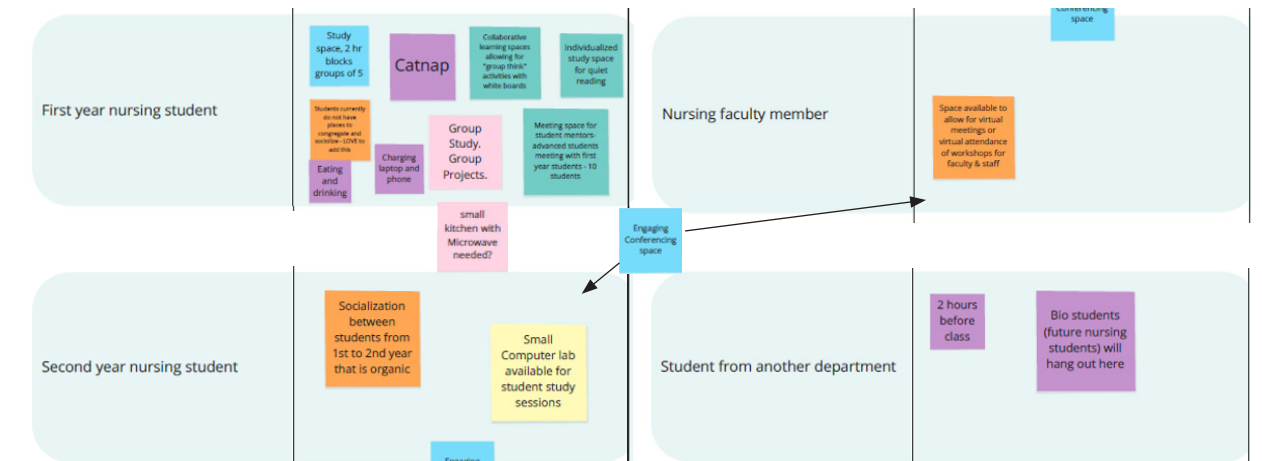 First year nursing student
Study
space, 2 hr
blocks
groups of 5
Catnap
Collaborative
learning spaces
allowing for
"group think"
activities with
white boards
Individualized
study space
for quiet
reading
Students currently
do not have
places to
congregate and
socialize - LOVE to
add this
Eating
and
drinking
Charging
laptop and
phone
Group
Study.
Group
Projects.
Meeting space for
student mentors-
advanced students
meeting with first
year students - 10
students
small
kitchen with
Microwave
needed?
Nursing faculty member
Conferencing
space
Space available to
allow for virtual
meetings or
virtual attendance
of workshops for
faculty & staff
Engaging
Conferencing
space
Second year nursing student
Socialization
between
students from
1st to 2nd year
that is organic
Small
Computer lab
available for
student study
sessions
Engaging
Student from another department
2 hours
before
class
Bio students
(future nursing
students) will
hang out here